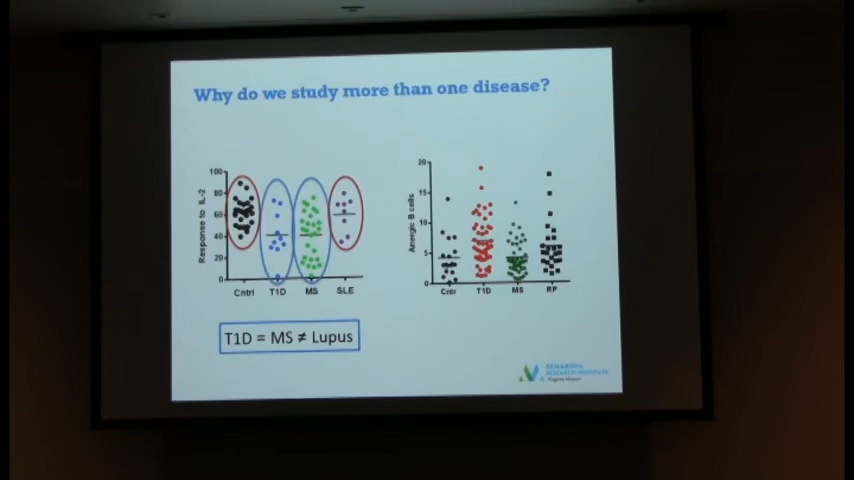 Why do we study more than one disease?
Response to IL-2
100
80
60
40
20
0
Cntrl T1D MS SLE
Anergic B cells
20
15
10
5
0
Cntr T1D MS RP
T1D = MS ≠ Lupus
BENAROYA
RESEARCH INSTITUTE
Virginia Mason